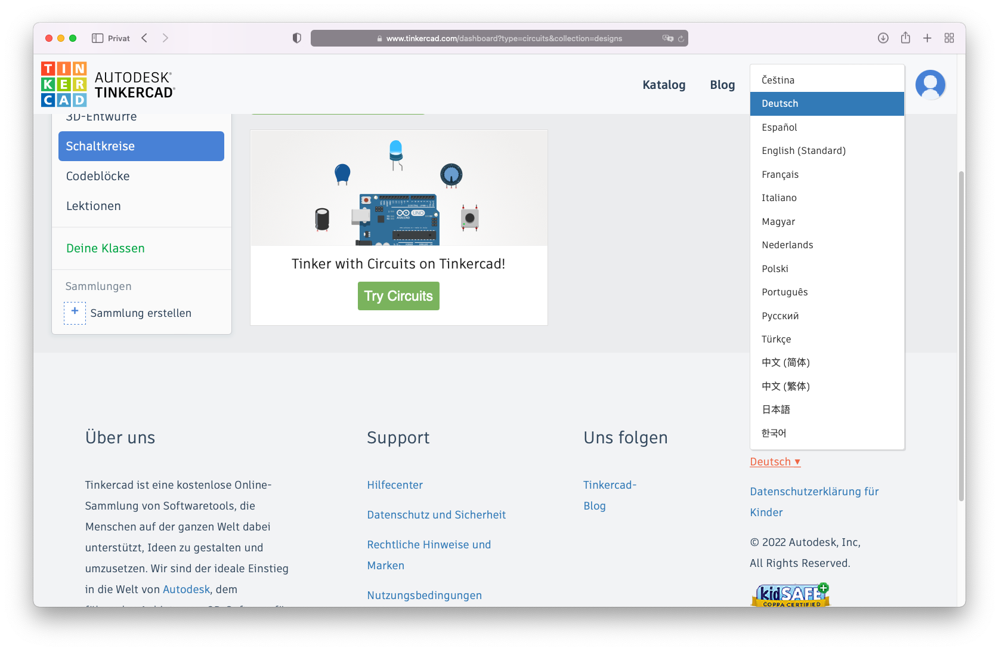 Privat
www.tinkercad.com/dashboard?type=circuits&collection=designs
TIN
KER
CAD
AUTODESK®
TINKERCAD®
Katalog
Blog
3D-Entwürfe
Schaltkreise
Codeblöcke
Lektionen
Deine Klassen
Sammlungen
+ Sammlung erstellen
UNO
ARDUINO
Tinker with Circuits on Tinkercad!
Try Circuits
Čeština
Deutsch
Español
English (Standard)
Français
Italiano
Magyar
Nederlands
Polski
Português
Русский
Türkçe
中文 (简体)
中文 (繁体)
日本語
한국어
Deutsch ▼
Über uns
Tinkercad ist eine kostenlose Online-
Sammlung von Softwaretools, die
Menschen auf der ganzen Welt dabei
unterstützt, Ideen zu gestalten und
umzusetzen. Wir sind der ideale Einstieg
in die Welt von Autodesk, dem
Support
Hilfecenter
Datenschutz und Sicherheit
Rechtliche Hinweise und
Marken
Nutzungsbedingungen
Uns folgen
Tinkercad-
Blog
Datenschutzerklärung für
Kinder
© 2022 Autodesk, Inc,
All Rights Reserved.
kidSAFE
COPPA CERTIFIED